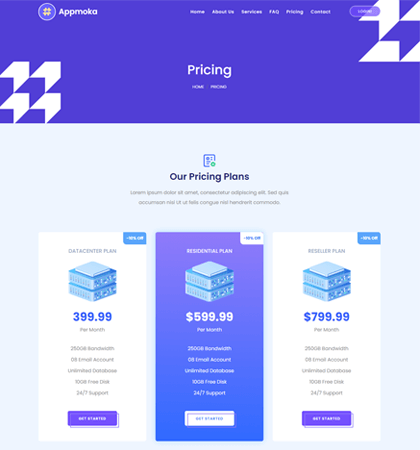 Appmoka
Home About Us Services FAQ Pricing Contact LOGIN
Pricing
HOME PRICING
Our Pricing Plans
Lorem ipsum dolor sit amet, consectetur adipiscing elit. Duis quis
accumsan nisl Ut ut felis congue nisl hendrerit commodo.
-10% Off -10% Off -10% Off
DATACENTER PLAN RESIDENTIAL PLAN RESELLER PLAN
399.99 $599.99 $799.99
Per Month Per Month Per Month
250GB Bandwidth 250GB Bandwidth 250GB Bandwidth
08 Email Account 08 Email Account 08 Email Account
Unlimited Database Unlimited Database Unlimited Database
10GB Free Disk 10GB Free Disk 10GB Free Disk
24/7 Support 24/7 Support 24/7 Support
GET STARTED GET STARTED GET STARTED